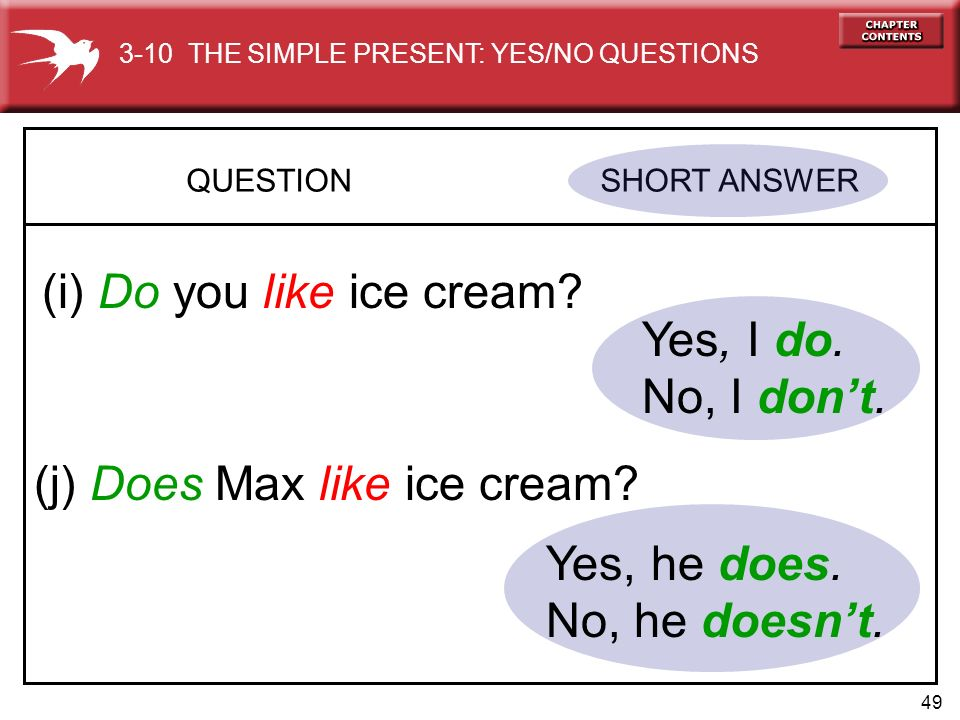 CHAPTER
CONTENTS
3-10 THE SIMPLE PRESENT: YES/NO QUESTIONS
QUESTION
SHORT ANSWER
(i) Do you like ice cream?
Yes, I do.
No, I don’t.
(j) Does Max like ice cream?
Yes, he does.
No, he doesn’t.
49